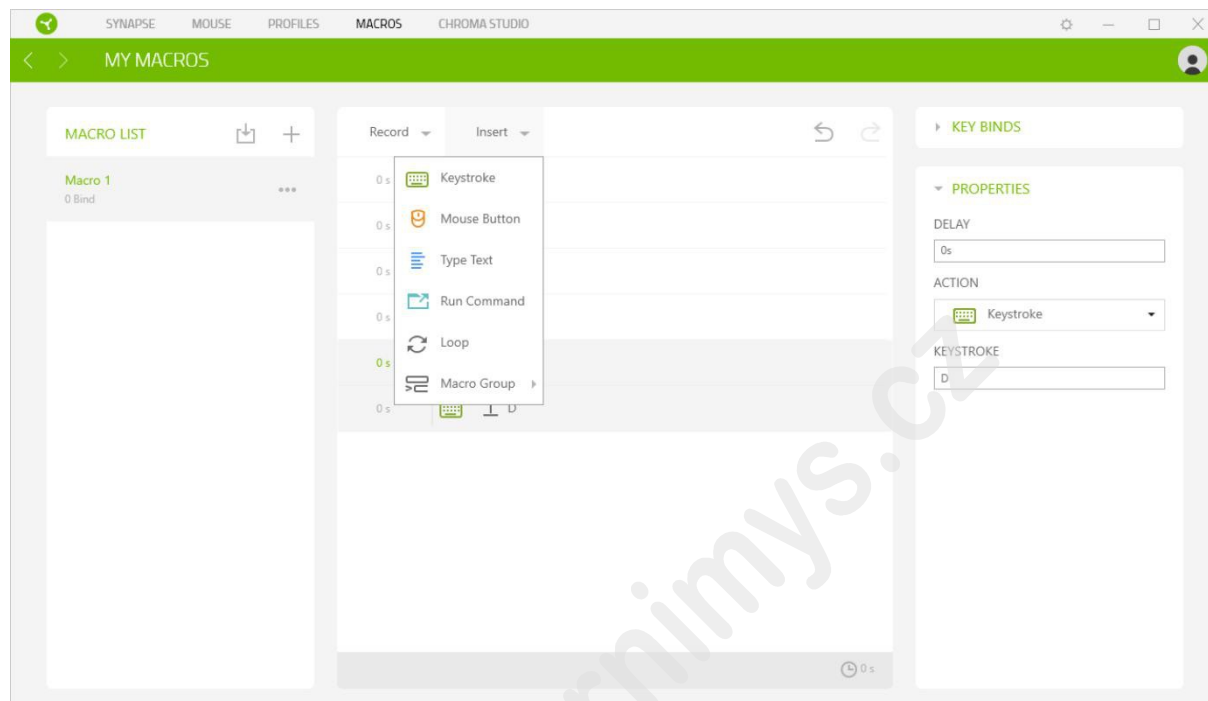 SYNAPSE MOUSE PROFILES MACROS CHROMA STUDIO
MY MACROS
MACRO LIST
Macro 1
0 Bind
Record Insert
0 s Keystroke
0 s Mouse Button
0 s Type Text
0 s Run Command
Loop
0 s
Macro Group
0 s D
0 s
KEY BINDS
PROPERTIES
DELAY
0s
ACTION
Keystroke
KEYSTROKE
D
rnimys.cz